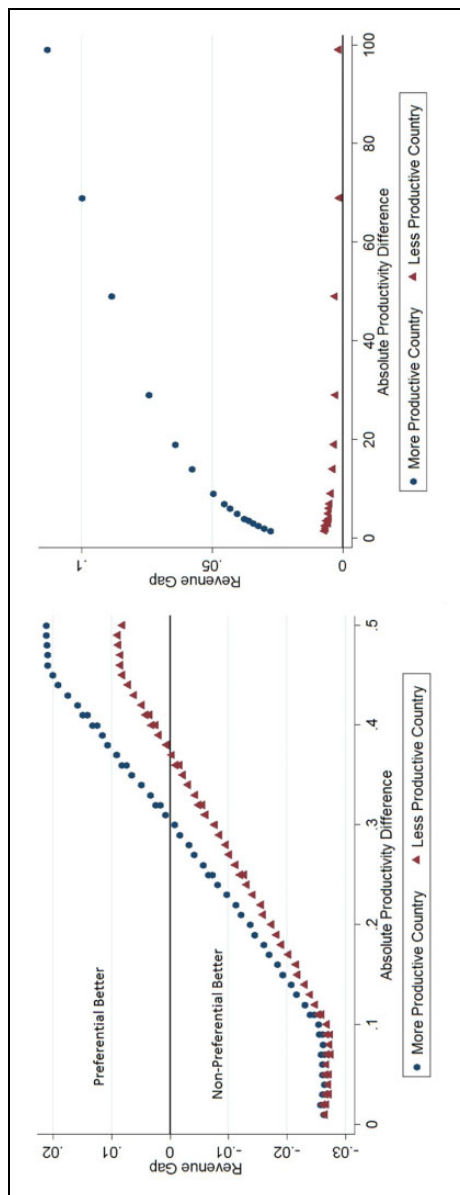 Revenue Gap
.02
.01
0
-.01
-.02
-.03
Preferential Better
Non-Preferential Better
0 .1 .2 .3 .4 .5
Absolute Productivity Difference
More Productive Country Less Productive Country
Revenue Gap
.1
.05
0
0 20 40 60 80 100
Absolute Productivity Difference
More Productive Country Less Productive Country